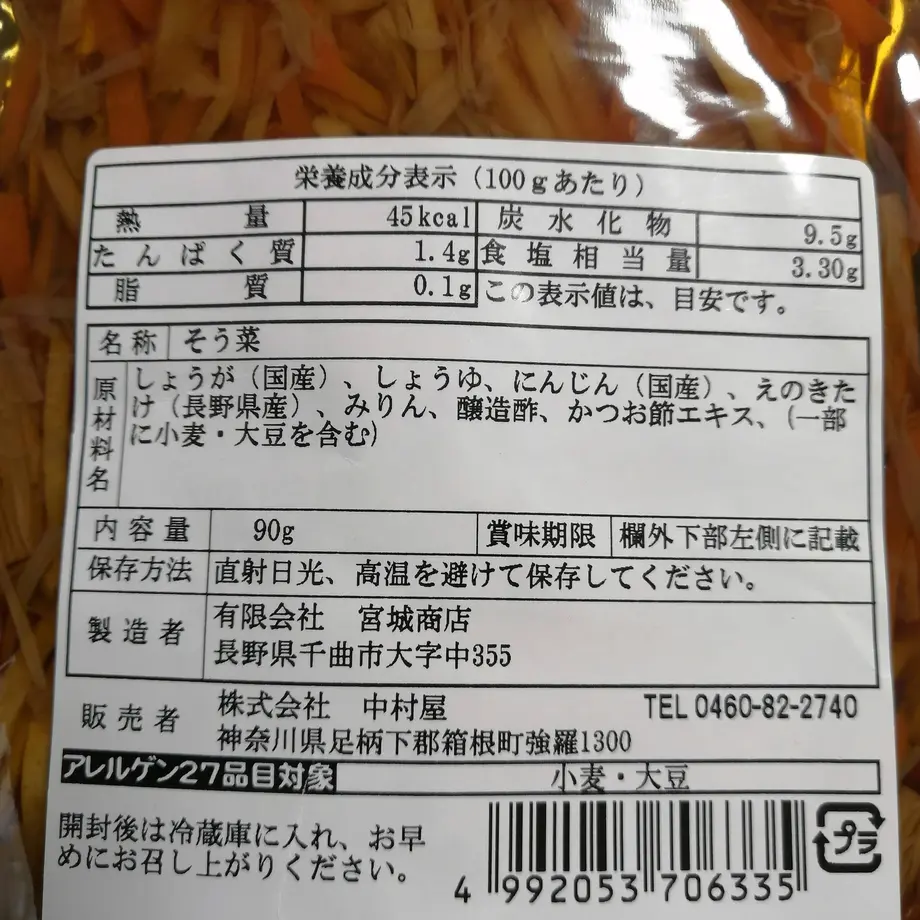 栄養成分表示（100gあたり）
熱量 45kcal 炭水化物 9.5g
たんぱく質 1.4g 食塩相当量 3.30g
脂質 0.1g この表示値は、目安です。
名称 そう菜
原材料名 しょうが（国産）、しょうゆ、にんじん（国産）、えのきた
け（長野県産）、みりん、醸造酢、かつお節エキス、(一部
に小麦・大豆を含む)
内容量 90g 賞味期限 欄外下部左側に記載
保存方法 直射日光、高温を避けて保存してください。
製造者 有限会社 宮城商店
長野県千曲市大字中355
販売者 株式会社 中村屋 TEL 0460-82-2740
神奈川県足柄下郡箱根町強羅1300
アレルゲン27品目対象 小麦・大豆
開封後は冷蔵庫に入れ、お早
めにお召し上がりください。
4 992053 706335
プラ